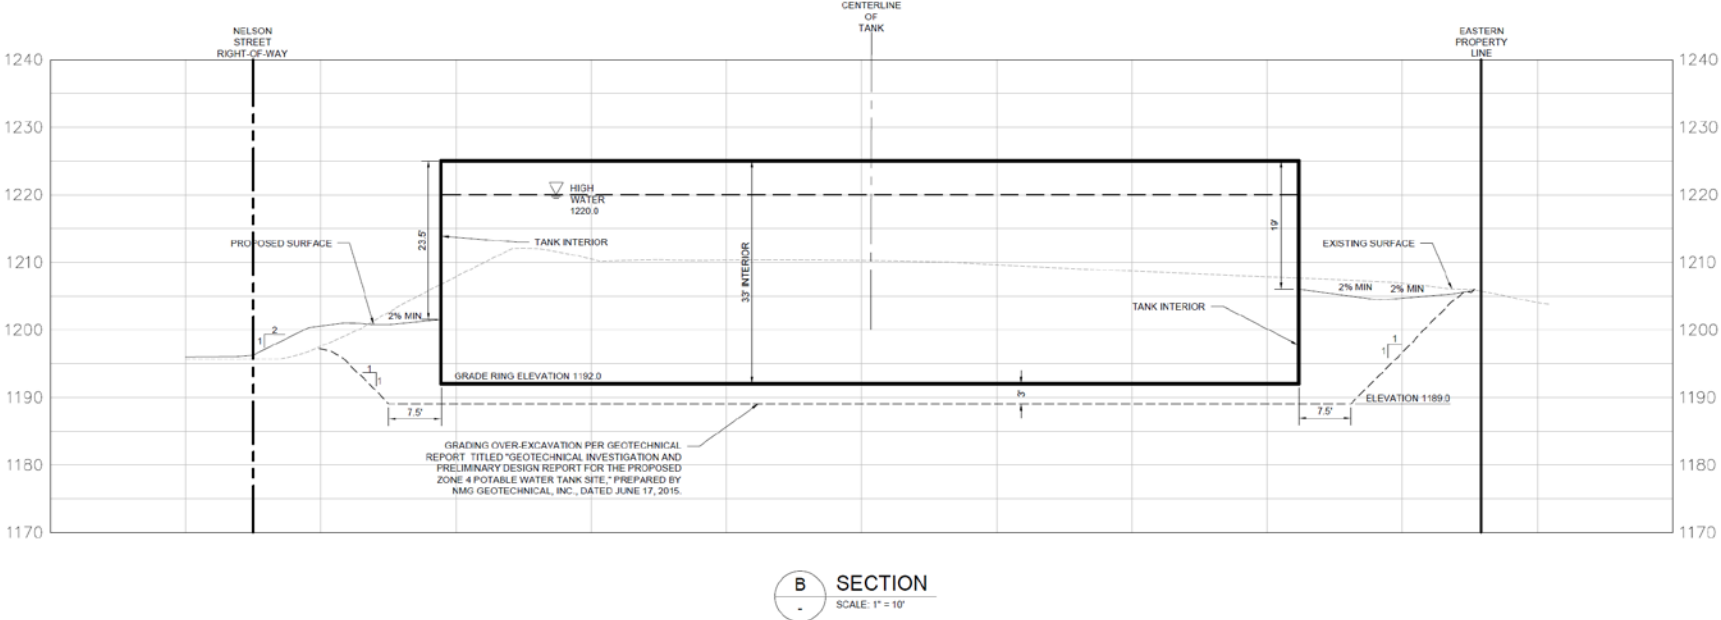 CENTERLINE
OF
TANK
NELSON
STREET
RIGHT-OF-WAY
EASTERN
PROPERTY
LINE
1240
1240
1230
1230
1220
1220
HIGH
WATER
1220.0
23.5'
19'
PROPOSED SURFACE
TANK INTERIOR
EXISTING SURFACE
1210
1210
33' INTERIOR
2% MIN
2% MIN
TANK INTERIOR
2% MIN
1200
1200
2
1
1
1
1
1
GRADE RING ELEVATION 1192.0
3'
1190
1190
ELEVATION 1189.0
7.5'
7.5'
GRADING OVER-EXCAVATION PER GEOTECHNICAL
REPORT TITLED "GEOTECHNICAL INVESTIGATION AND
PRELIMINARY DESIGN REPORT FOR THE PROPOSED
ZONE 4 POTABLE WATER TANK SITE," PREPARED BY
NMG GEOTECHNICAL, INC., DATED JUNE 17, 2015.
1180
1180
1170
1170
B
-
SECTION
SCALE: 1" = 10'